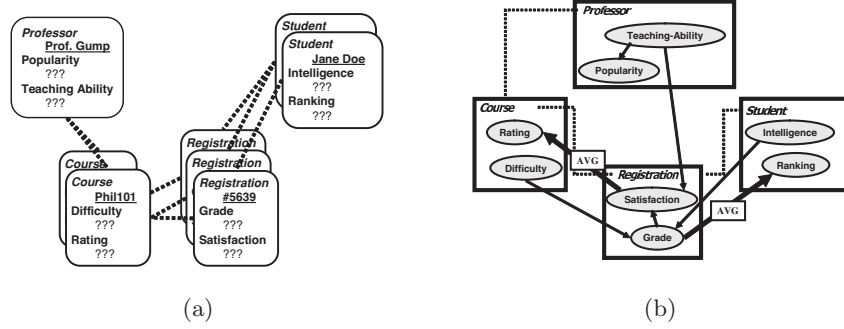 Professor
Prof. Gump
Popularity
???
Teaching Ability
???
Student
Student
Jane Doe
Intelligence
???
Ranking
???
Course
Course
Phil101
Difficulty
???
Rating
???
Registration
Registration
Registration
#5639
Grade
???
Satisfaction
???
(a)
Professor
Teaching-Ability
Popularity
Course
Rating
Difficulty
Student
Intelligence
Ranking
AVG
Registration
Satisfaction
AVG
Grade
(b)